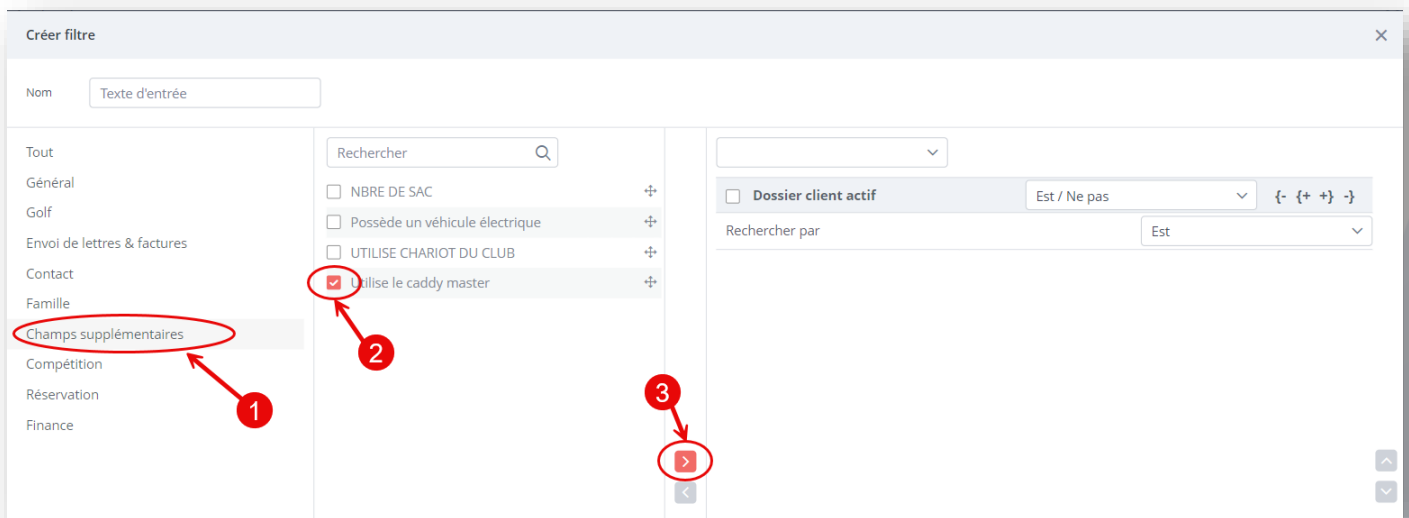 Créer filtre
Nom
Texte d'entrée
Tout
Général
Golf
Envoi de lettres & factures
Contact
Famille
Champs supplémentaires
Compétition
Réservation
Finance
1
Rechercher
NBRE DE SAC
Possède un véhicule électrique
UTILISE CHARIOT DU CLUB
Utilise le caddy master
2
3
Dossier client actif
Est / Ne pas
{- {+ +} -}
Rechercher par
Est